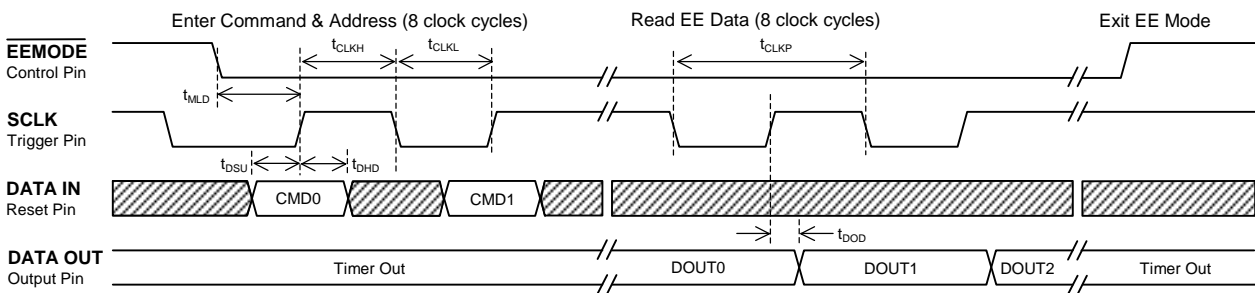 Enter Command & Address (8 clock cycles)
Read EE Data (8 clock cycles)
Exit EE Mode
EEMODE
Control Pin
tCLKH
tCLKL
tCLKP
tMLD
SCLK
Trigger Pin
tDSU
tDHD
DATA IN
Reset Pin
CMD0
CMD1
tDOD
DATA OUT
Output Pin
Timer Out
DOUT0
DOUT1
DOUT2
Timer Out